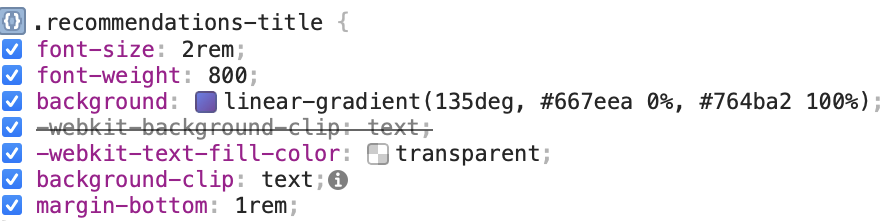 .recommendations-title {
font-size: 2rem;
font-weight: 800;
background: linear-gradient(135deg, #667eea 0%, #764ba2 100%);
-webkit-background-clip: text;
-webkit-text-fill-color: transparent;
background-clip: text;
margin-bottom: 1rem;